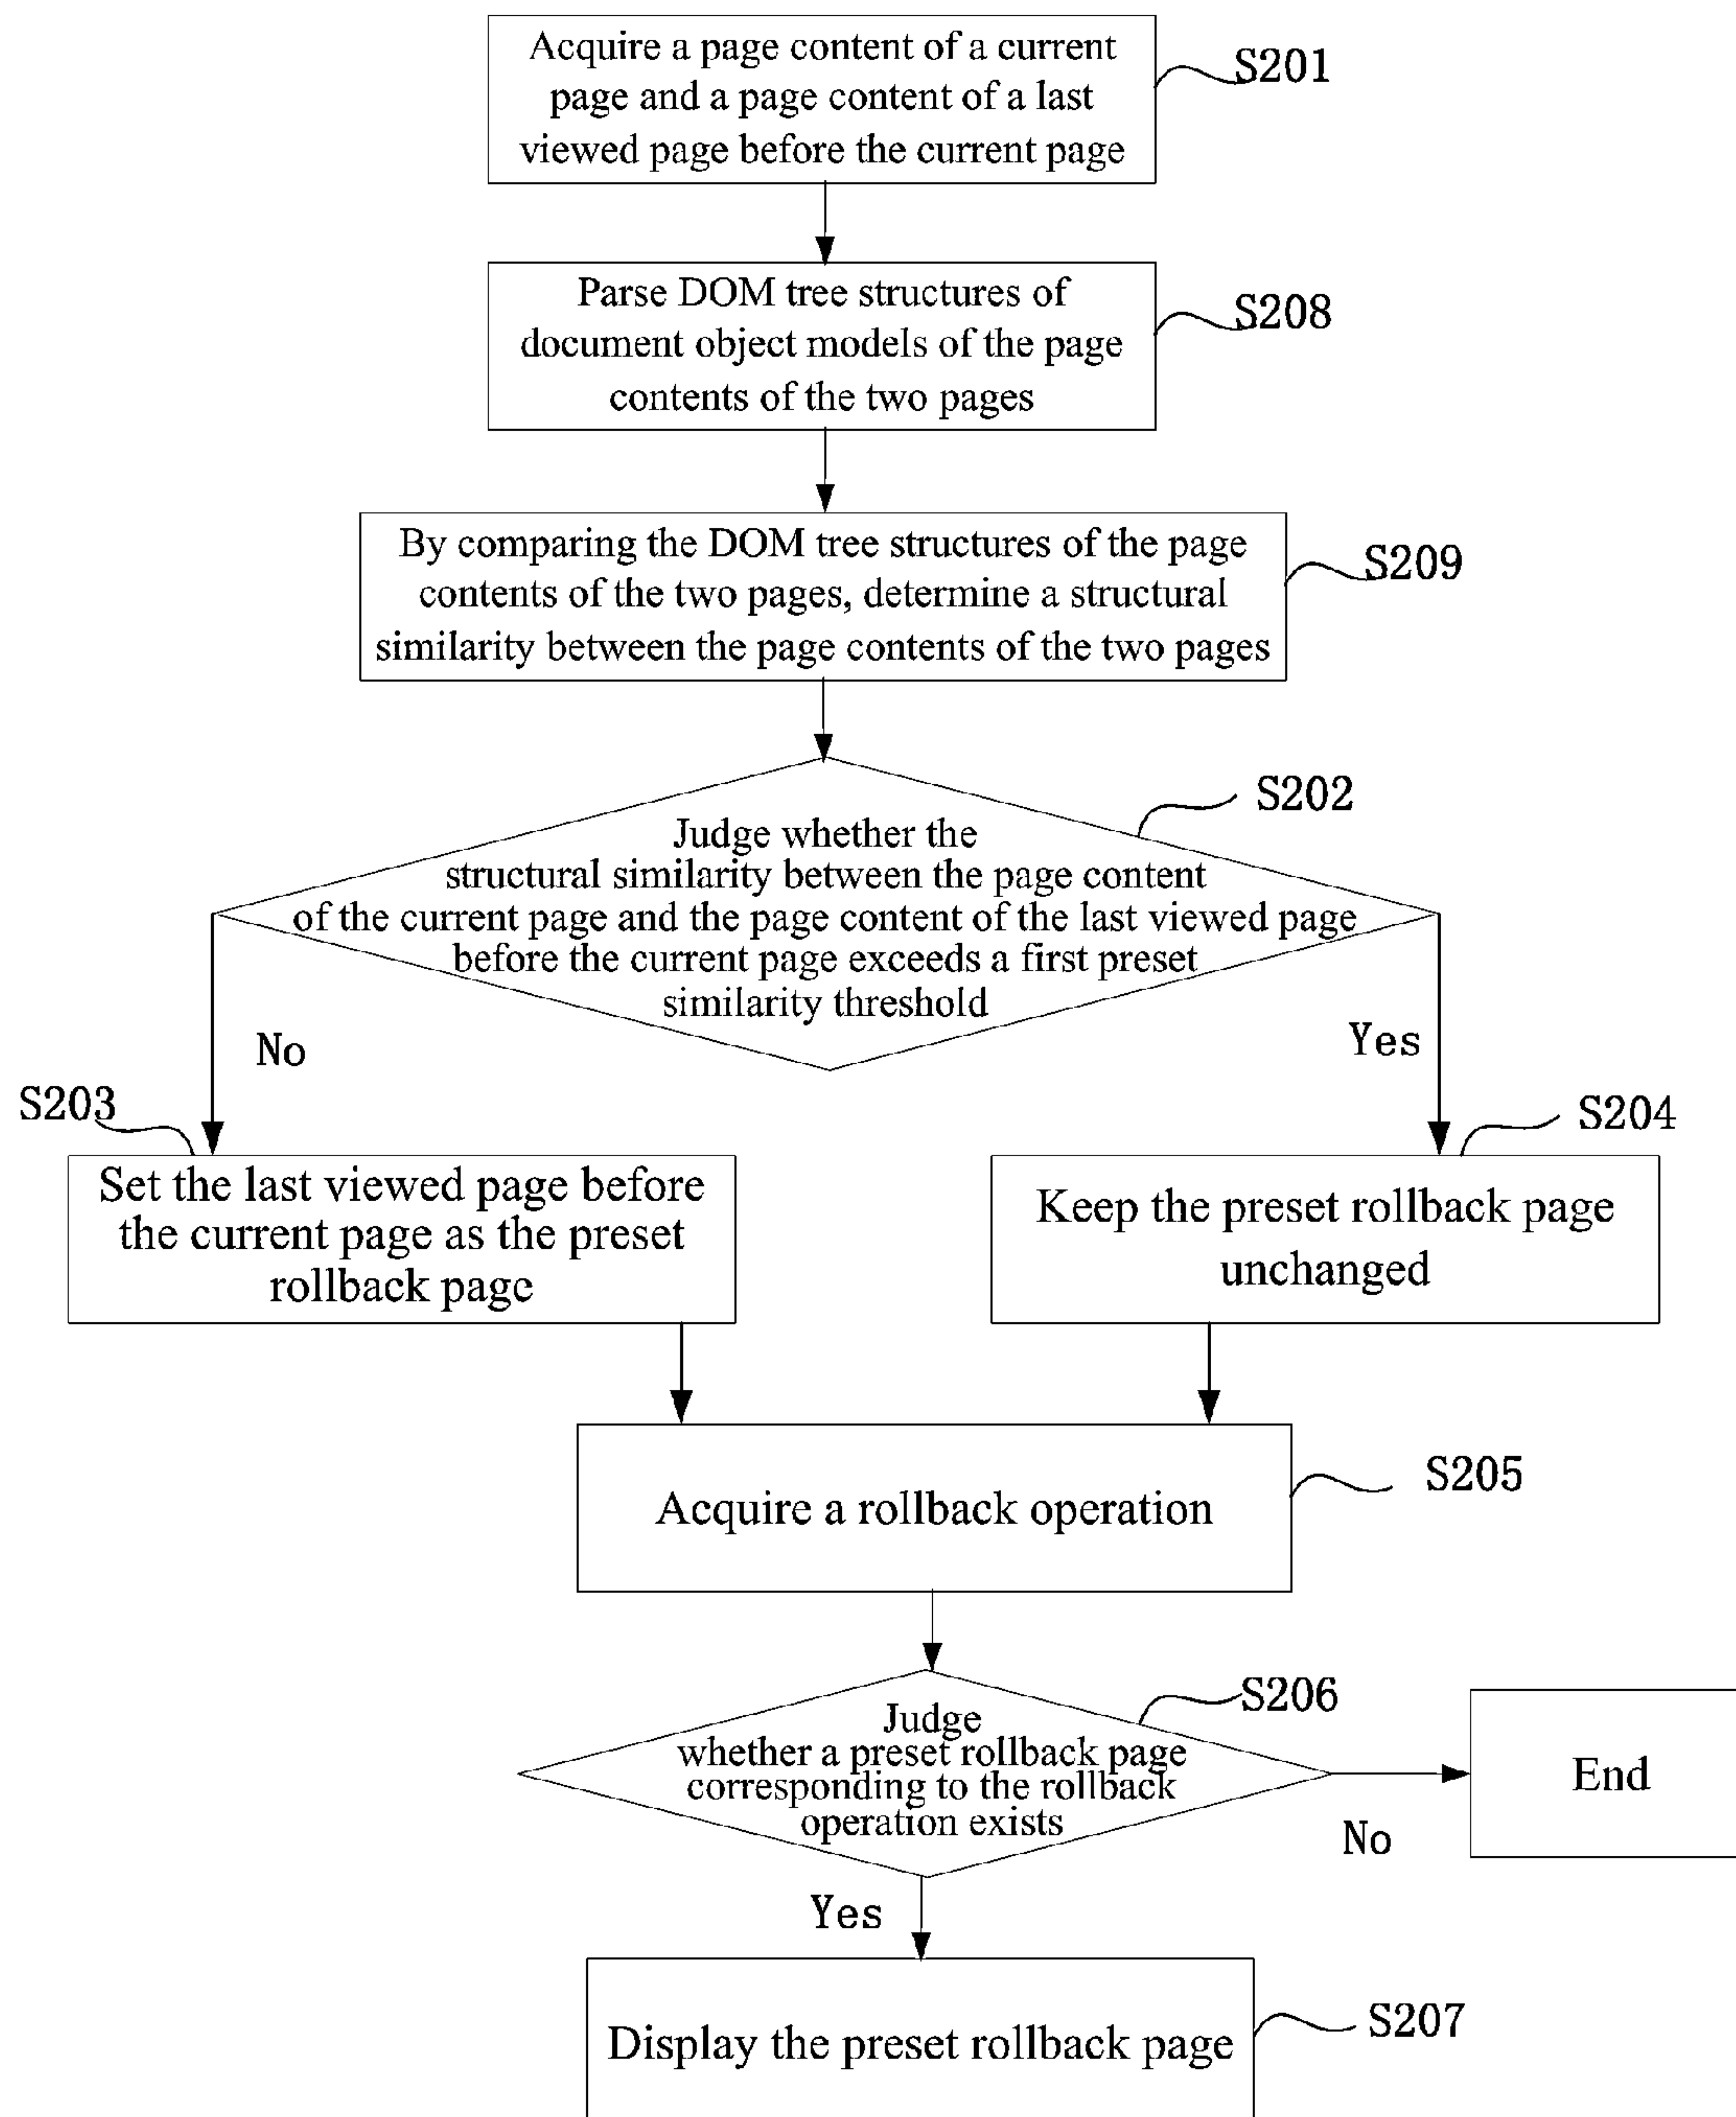 Acquire a page content of a current
page and a page content of a last
viewed page before the current page
S201
Parse DOM tree structures of
document object models of the page
contents of the two pages
S208
By comparing the DOM tree structures of the page
contents of the two pages, determine a structural
similarity between the page contents of the two pages
S209
Judge whether the
structural similarity between the page content
of the current page and the page content of the last viewed page
before the current page exceeds a first preset
similarity threshold
S202
No
Yes
S203
Set the last viewed page before
the current page as the preset
rollback page
S204
Keep the preset rollback page
unchanged
Acquire a rollback operation
S205
Judge
whether a preset rollback page
corresponding to the rollback
operation exists
S206
No
End
Yes
Display the preset rollback page
S207